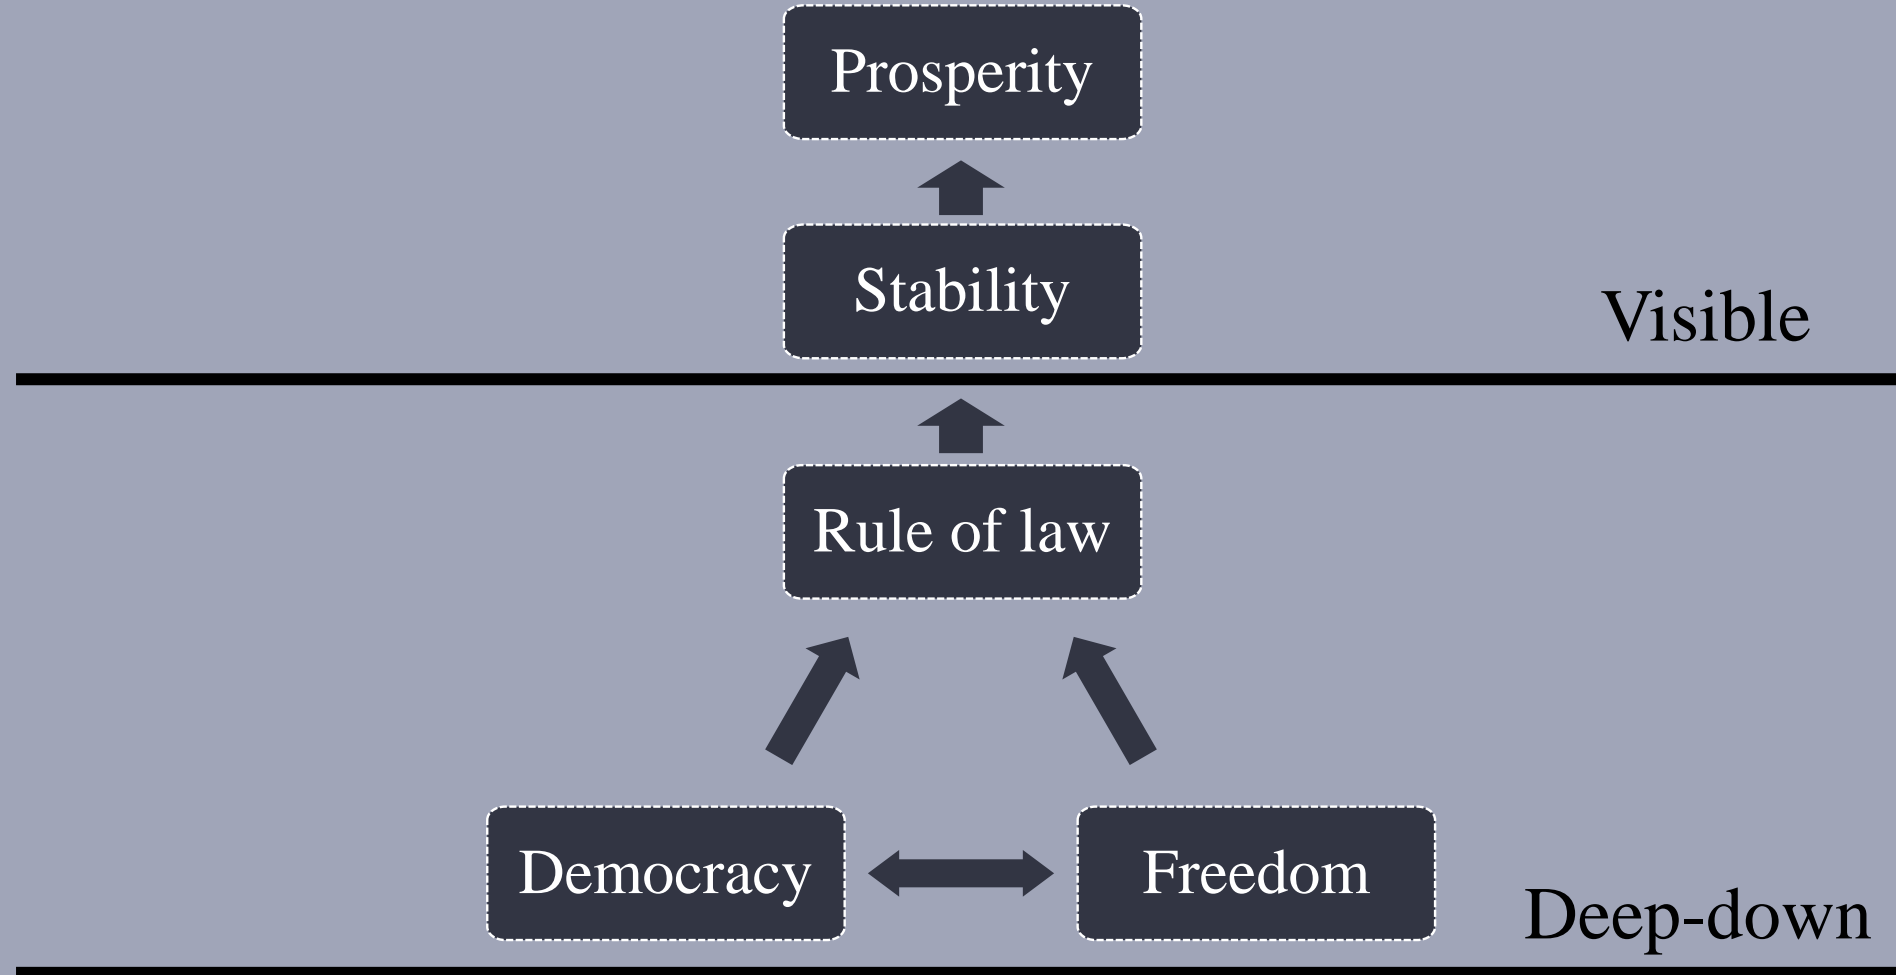 Prosperity
Stability
Visible
Rule of law
Democracy
Freedom
Deep-down